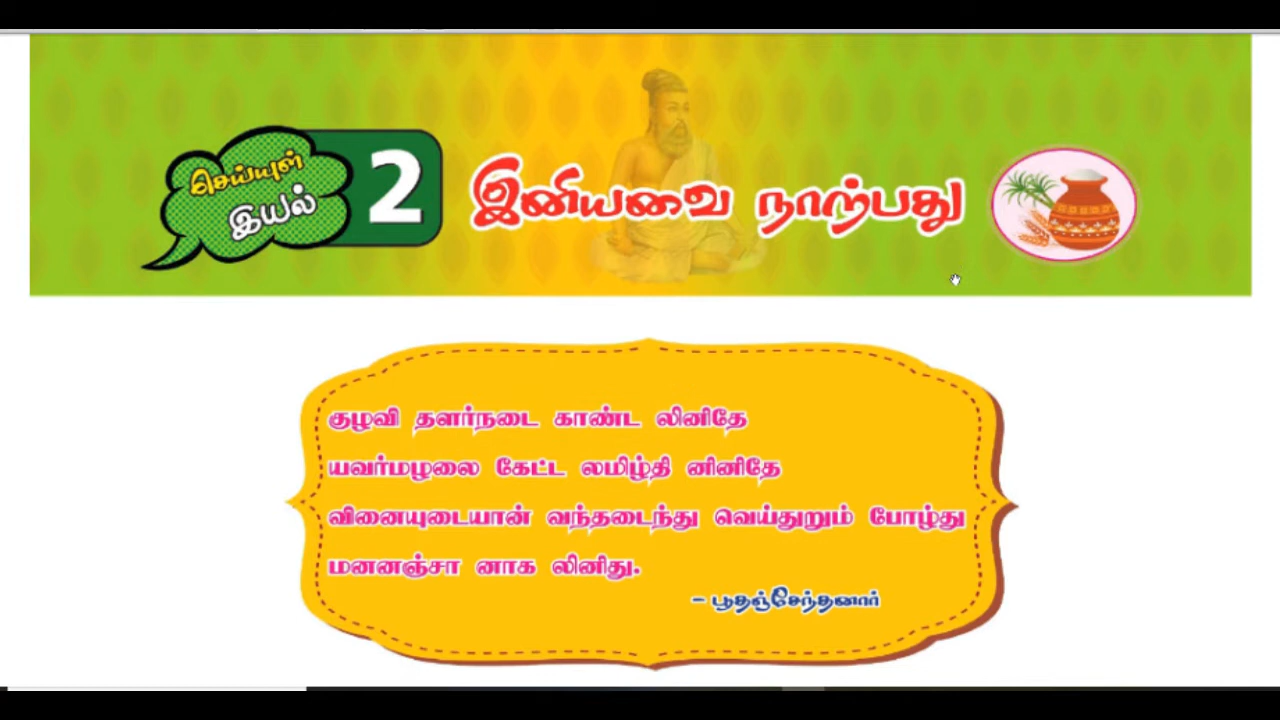 செய்யுள்
இயல்
2
இனியவை நாற்பது
குழவி தளர்நடை காண்ட லினிதே
யவர்மழலை கேட்ட லமிழ்தி னினிதே
வினையுடையான் வந்தடைந்து வெய்துறும் போழ்து
மனனஞ்சா னாக லினிது.
– பூதஞ்சேந்தனார்